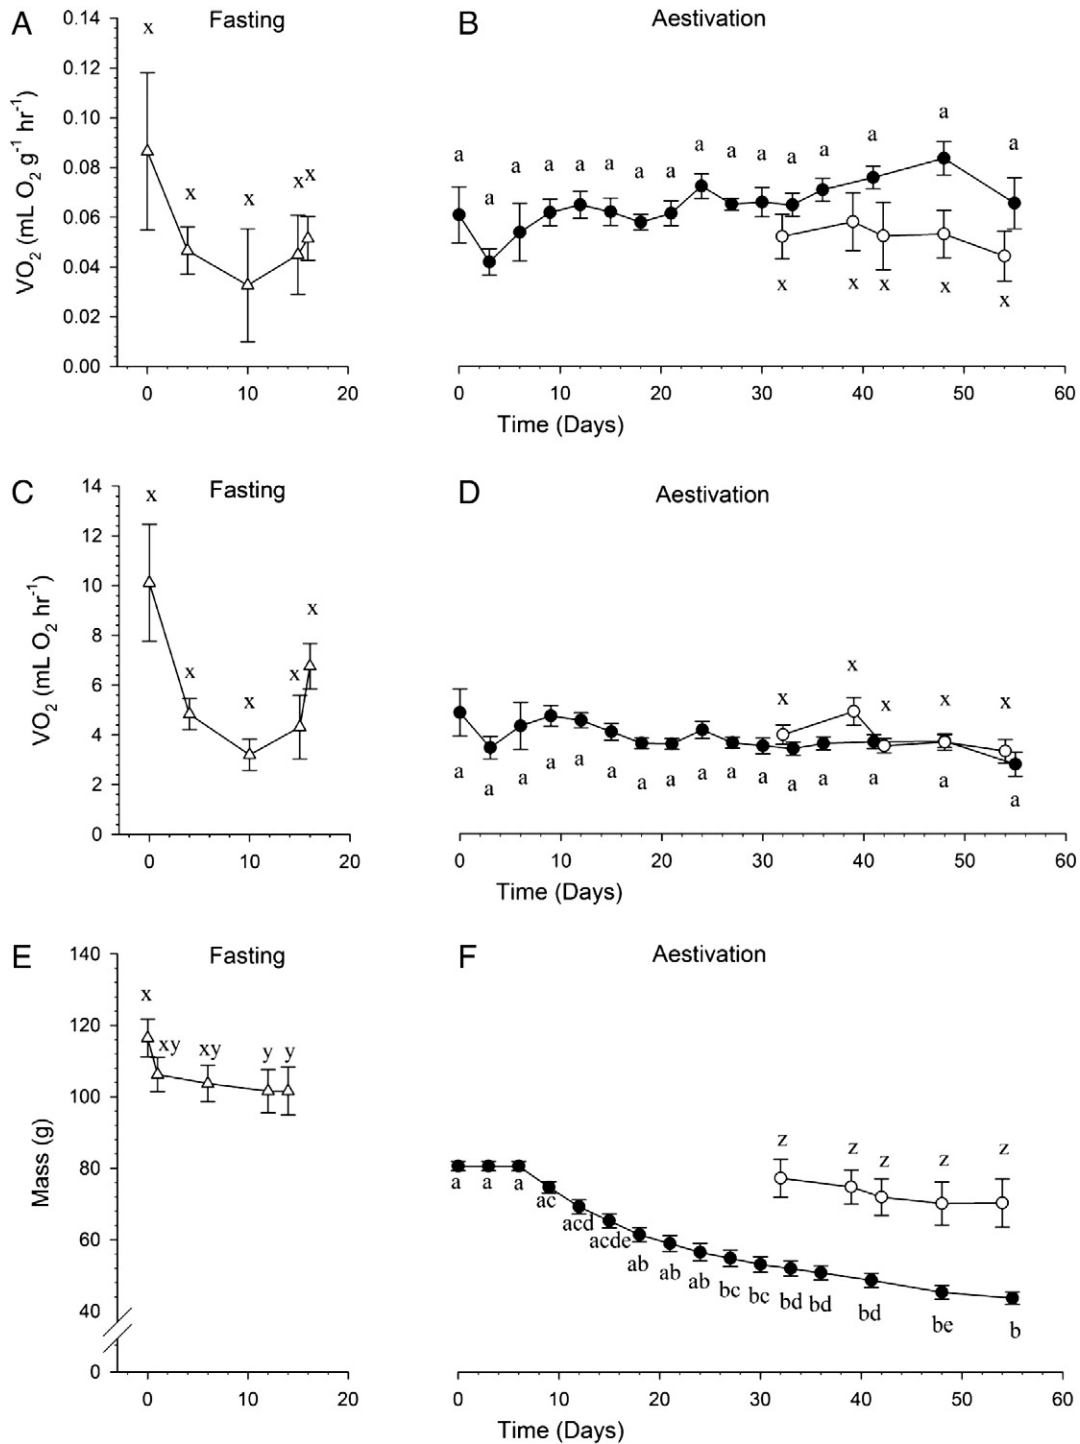 A Fasting B Aestivation
x
0.14
0.12
0.10
0.08
0.06
0.04
0.02
0.00
VO2 (mL O2 g-1 hr-1)
x x x x
a a a a a a a a a a a a a a a a
x x x x x
0 10 20
0 10 20 30 40 50 60
Time (Days)
C Fasting D Aestivation
14
12
10
8
6
4
2
0
VO2 (mL O2 hr-1)
x x x x x
x x x x x
a a a a a a a a a a a a a a a a
0 10 20
0 10 20 30 40 50 60
Time (Days)
E Fasting F Aestivation
140
120
100
80
60
40
0
Mass (g)
x xy xy y y
z z z z z
a a a ac acd acde ab ab ab bc bc bd bd bd be b
0 10 20
0 10 20 30 40 50 60
Time (Days)